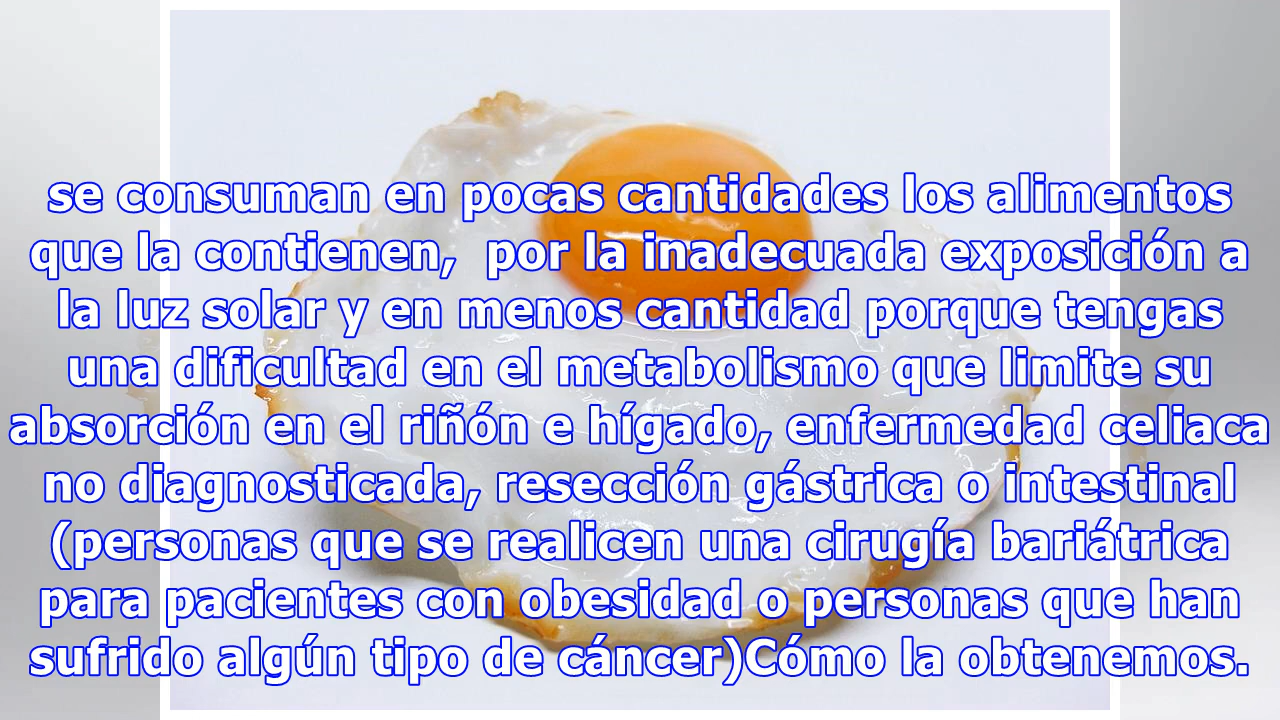 se consuman en pocas cantidades los alimentos
que la contienen,  por la inadecuada exposición a
la luz solar y en menos cantidad porque tengas
una dificultad en el metabolismo que limite su
absorción en el riñón e hígado, enfermedad celiaca
no diagnosticada, resección gástrica o intestinal
(personas que se realicen una cirugía bariátrica
para pacientes con obesidad o personas que han
sufrido algún tipo de cáncer)Cómo la obtenemos.